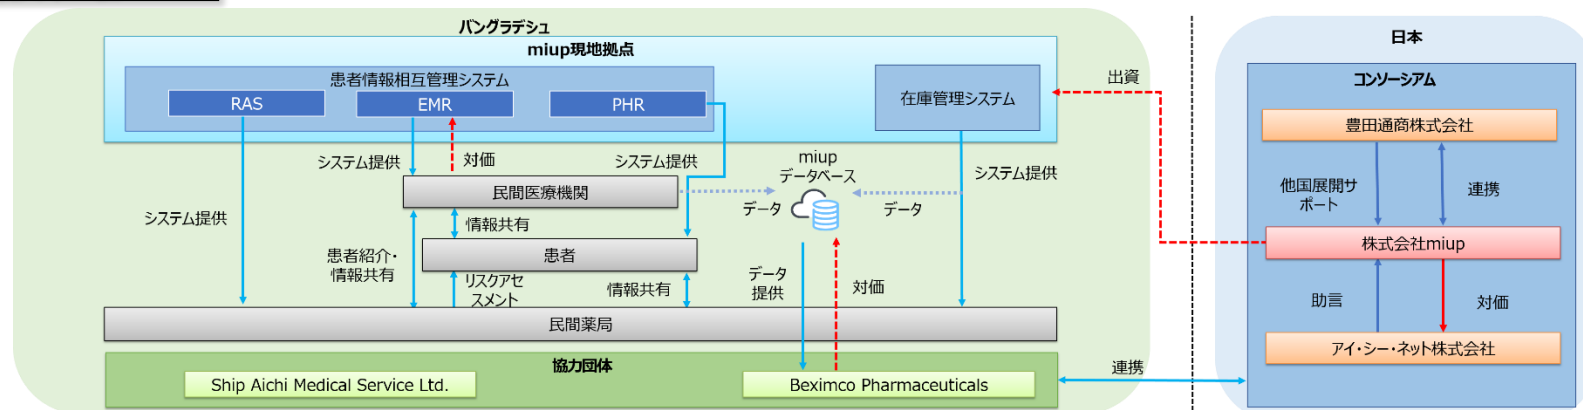 バングラデシュ
miup現地拠点
患者情報相互管理システム
RAS
EMR
PHR
在庫管理システム
システム提供
対価
システム提供
miup
データベース
システム提供
民間医療機関
データ
データ
システム提供
情報共有
患者紹介・
情報共有
患者
リスクアセ
スメント
情報共有
データ
提供
対価
民間薬局
協力団体
Ship Aichi Medical Service Ltd.
Beximco Pharmaceuticals
出資
連携
日本
コンソーシアム
豊田通商株式会社
他国展開サ
ポート
連携
株式会社miup
助言
対価
アイ・シー・ネット株式会社